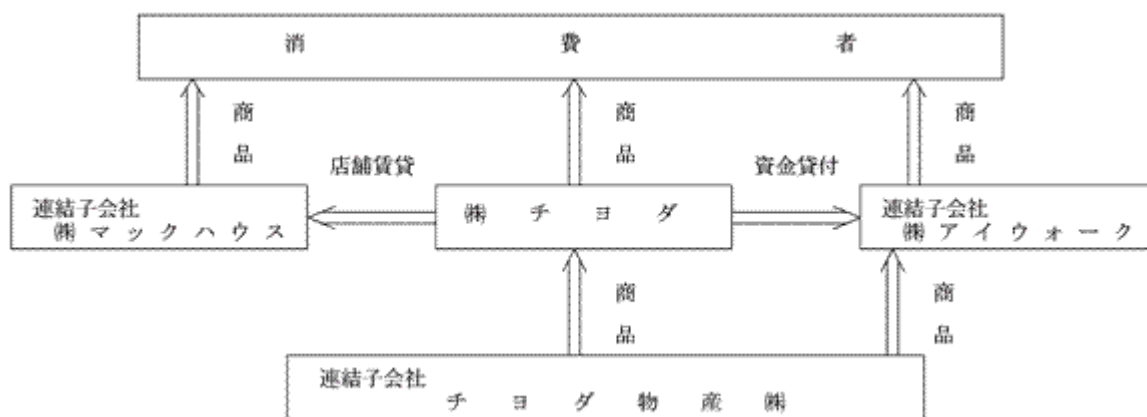 消費者
商品
商品
商品
店舗賃貸
資金貸付
連結子会社
㈱マックハウス
㈱チヨダ
連結子会社
㈱アイウォーク
商品
商品
連結子会社
チヨダ物産㈱